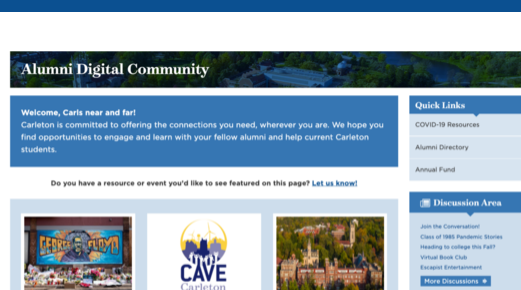 Alumni Digital Community
Welcome, Carls near and far!
Carleton is committed to offering the connections you need, wherever you are. We hope you
find opportunities to engage and learn with your fellow alumni and help current Carleton
students.
Do you have a resource or event you'd like to see featured on this page? Let us know!
GEORGE FLOYD
CAVE
Carleton
Quick Links
COVID-19 Resources
Alumni Directory
Annual Fund
Discussion Area
Join the Conversation!
Class of 1985 Pandemic Stories
Heading to college this Fall?
Virtual Book Club
Escapist Entertainment
More Discussions